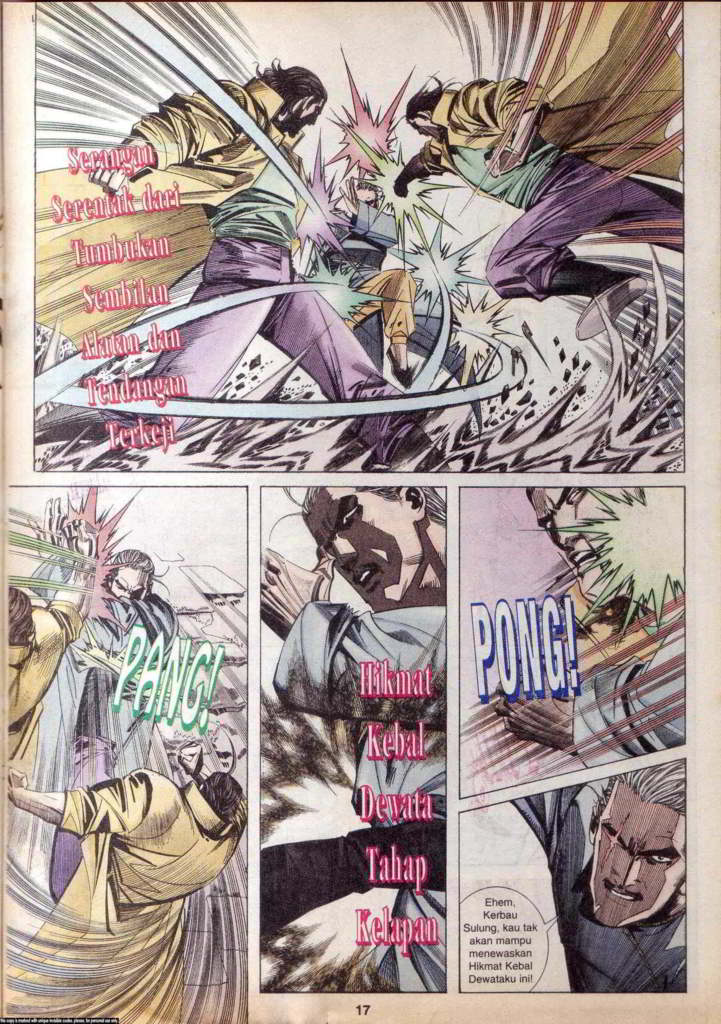 Serangan
Serentak dari
Tumbukan
Sembilan
Alatan dan
Tendangan
Terkeji
PANG!
Hikmat
Kebal
Dewata
Tahap
Kelapan
PONG!
Ehem,
Kerbau
Sulung, kau tak
akan mampu
menewaskan
Hikmat Kebal
Dewataku ini!
17